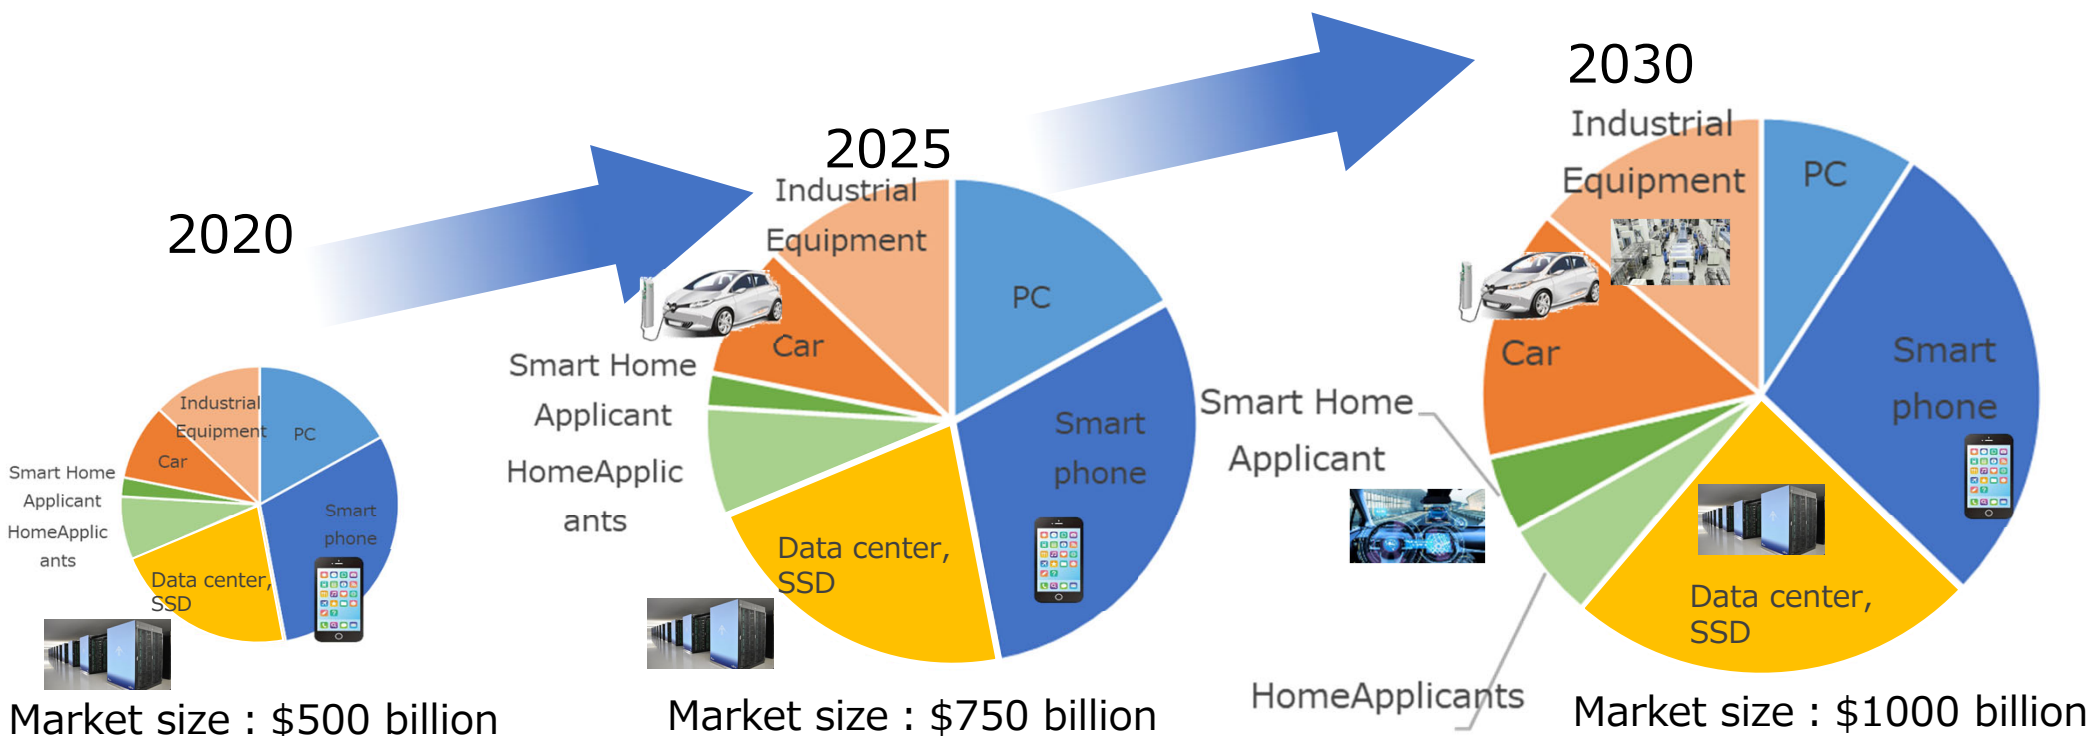 2020
Industrial
Equipment
PC
Car
Smart Home
Applicant
HomeApplic
ants
Smart
phone
Data center,
SSD
Market size : $500 billion
2025
Industrial
Equipment
PC
Car
Smart Home
Applicant
HomeApplic
ants
Smart
phone
Data center,
SSD
Market size : $750 billion
2030
Industrial
Equipment
PC
Car
Smart
phone
Smart Home
Applicant
Data center,
SSD
HomeApplicants
Market size : $1000 billion